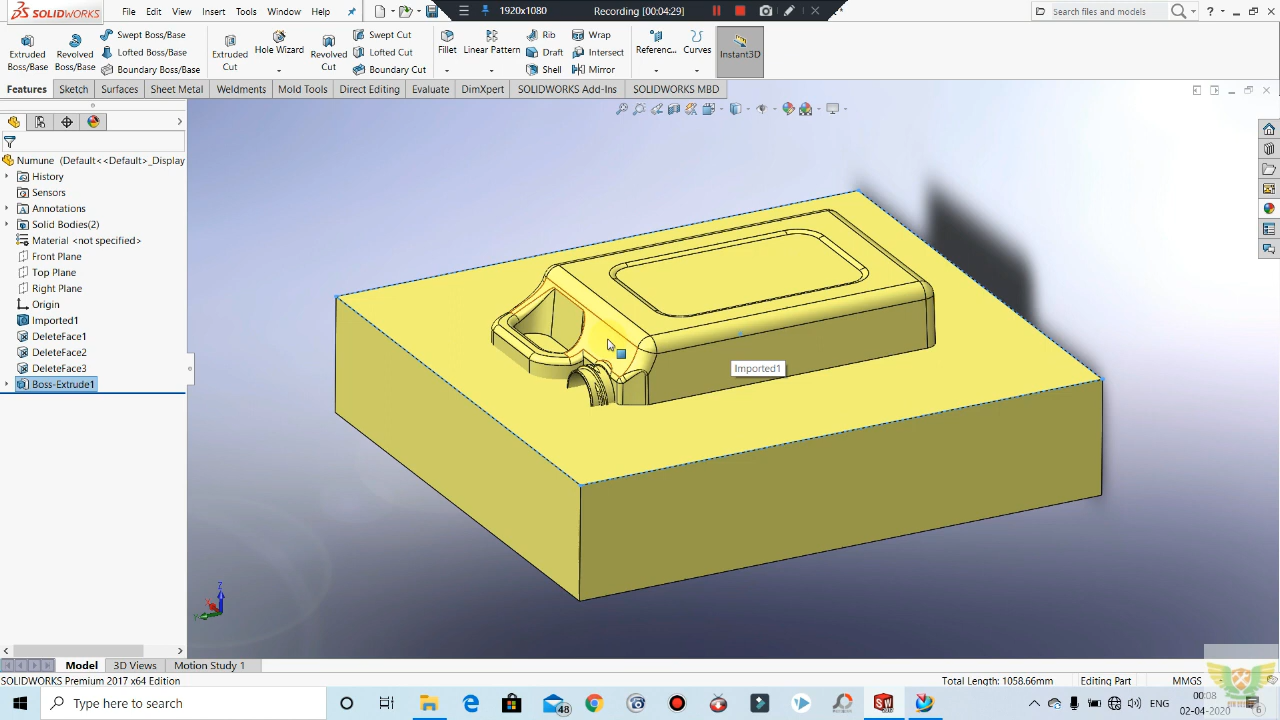 SOLIDWORKS
File
Edit
View
Insert
Tools
Window
Help
1920x1080
Recording [00:04:29]
Search files and models
Extruded Boss/Base
Revolved Boss/Base
Swept Boss/Base
Lofted Boss/Base
Boundary Boss/Base
Extruded Cut
Hole Wizard
Revolved Cut
Swept Cut
Lofted Cut
Boundary Cut
Fillet
Linear Pattern
Rib
Draft
Shell
Wrap
Intersect
Mirror
Referenc...
Curves
Instant3D
Features
Sketch
Surfaces
Sheet Metal
Weldments
Mold Tools
Direct Editing
Evaluate
DimXpert
SOLIDWORKS Add-Ins
SOLIDWORKS MBD
Numune (Default<<Default>_Display
History
Sensors
Annotations
Solid Bodies(2)
Material <not specified>
Front Plane
Top Plane
Right Plane
Origin
Imported1
DeleteFace1
DeleteFace2
DeleteFace3
Boss-Extrude1
Imported1
Z
Model
3D Views
Motion Study 1
SOLIDWORKS Premium 2017 x64 Edition
Total Length: 1058.66mm
Editing Part
MMGS
Type here to search
48
ENG
00:08
02-04-2020
6